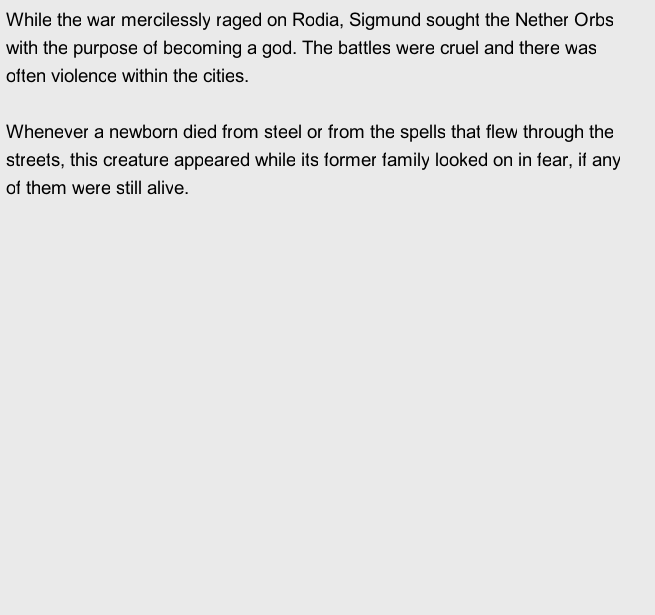 While the war mercilessly raged on Rodia, Sigmund sought the Nether Orbs
with the purpose of becoming a god. The battles were cruel and there was
often violence within the cities.

Whenever a newborn died from steel or from the spells that flew through the
streets, this creature appeared while its former family looked on in fear, if any
of them were still alive.